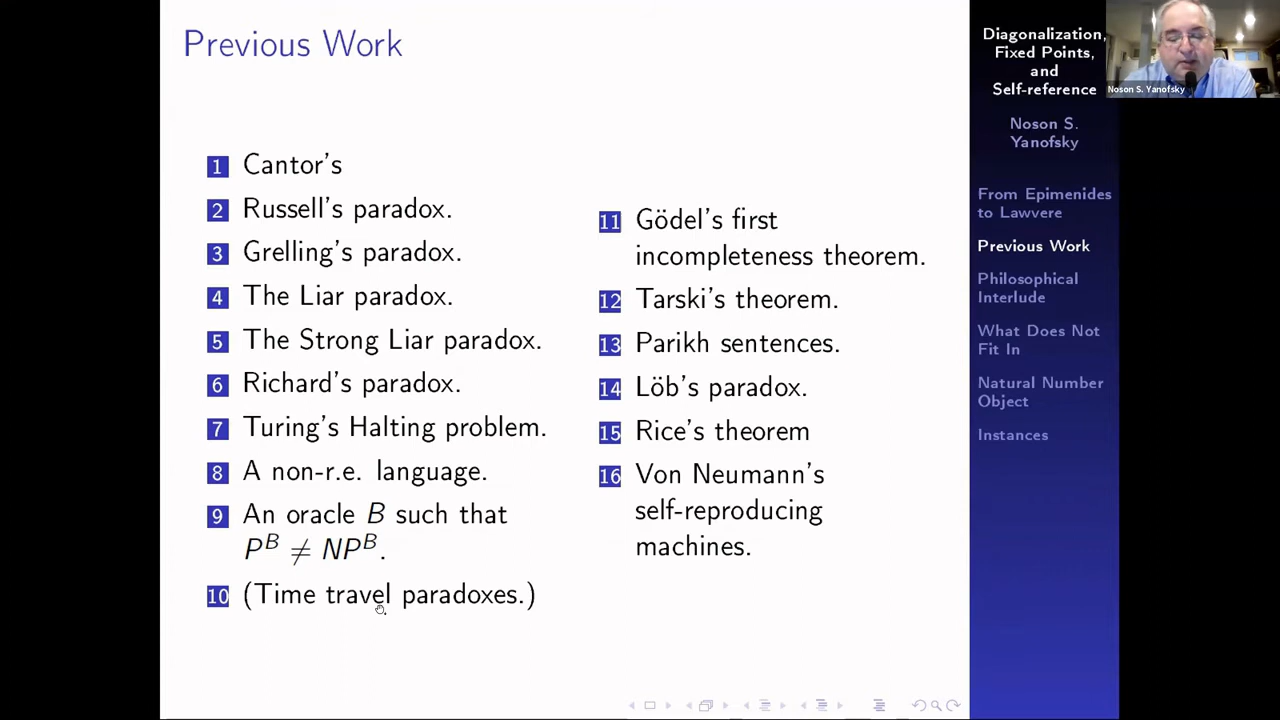 Previous Work
1 Cantor's
2 Russell's paradox.
3 Grelling's paradox.
4 The Liar paradox.
5 The Strong Liar paradox.
6 Richard's paradox.
7 Turing's Halting problem.
8 A non-r.e. language.
9 An oracle B such that
P^B ≠ NP^B.
10 (Time travel paradoxes.)
11 Gödel's first
incompleteness theorem.
12 Tarski's theorem.
13 Parikh sentences.
14 Löb's paradox.
15 Rice's theorem
16 Von Neumann's
self-reproducing
machines.
Diagonalization,
Fixed Points,
and
Self-reference
Noson S.
Yanofsky
From Epimenides
to Lawvere
Previous Work
Philosophical
Interlude
What Does Not
Fit In
Natural Number
Object
Instances
Noson S. Yanofsky